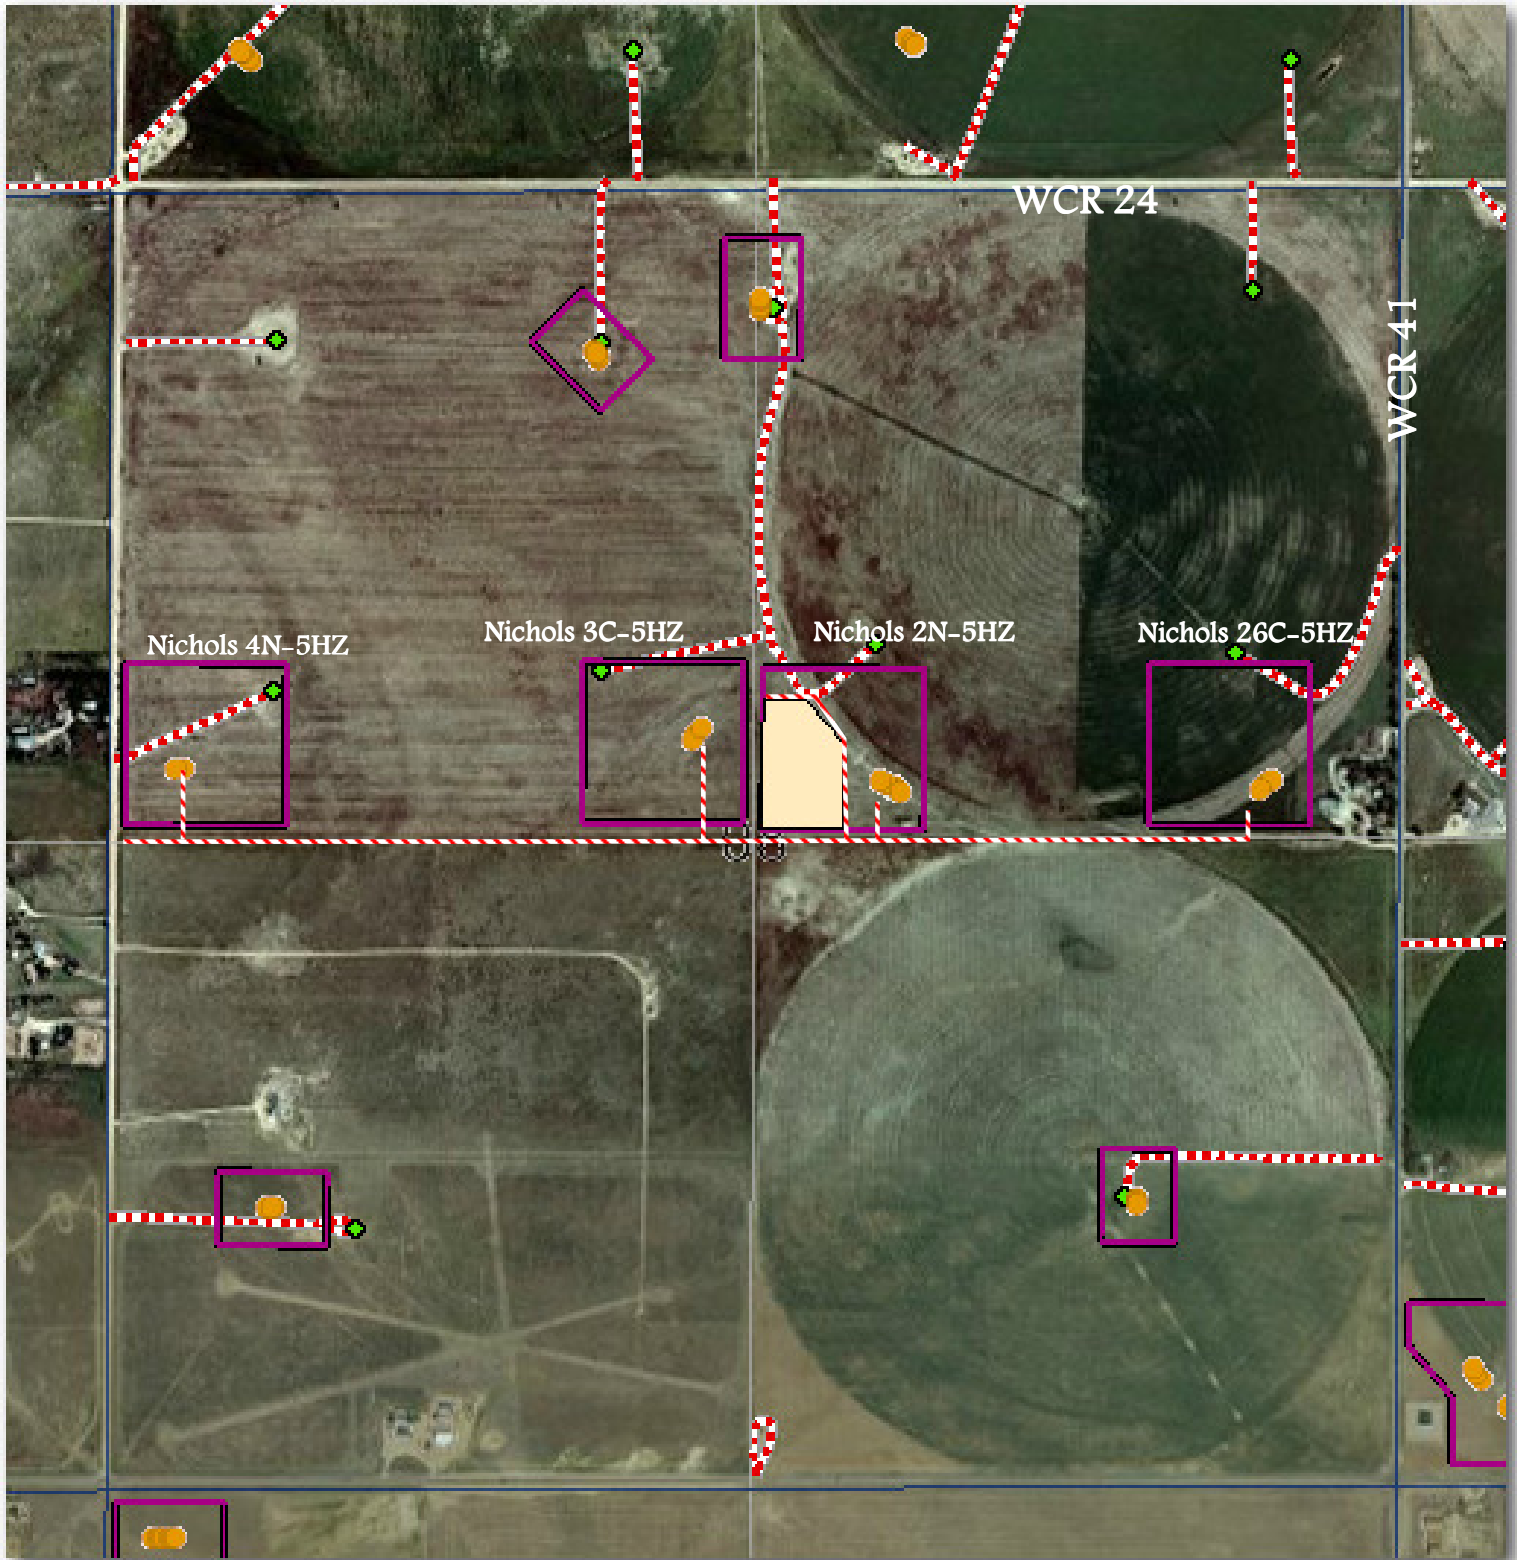 WCR 24
WCR 41
Nichols 4N-5HZ
Nichols 3C-5HZ
Nichols 2N-5HZ
Nichols 26C-5HZ